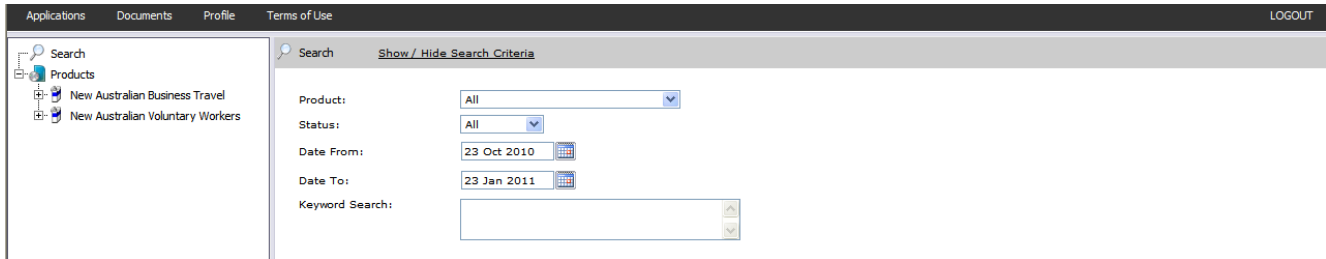 Applications Documents Profile Terms of Use LOGOUT
Search
Products
New Australian Business Travel
New Australian Voluntary Workers
Search Show / Hide Search Criteria
Product: All
Status: All
Date From: 23 Oct 2010
Date To: 23 Jan 2011
Keyword Search: